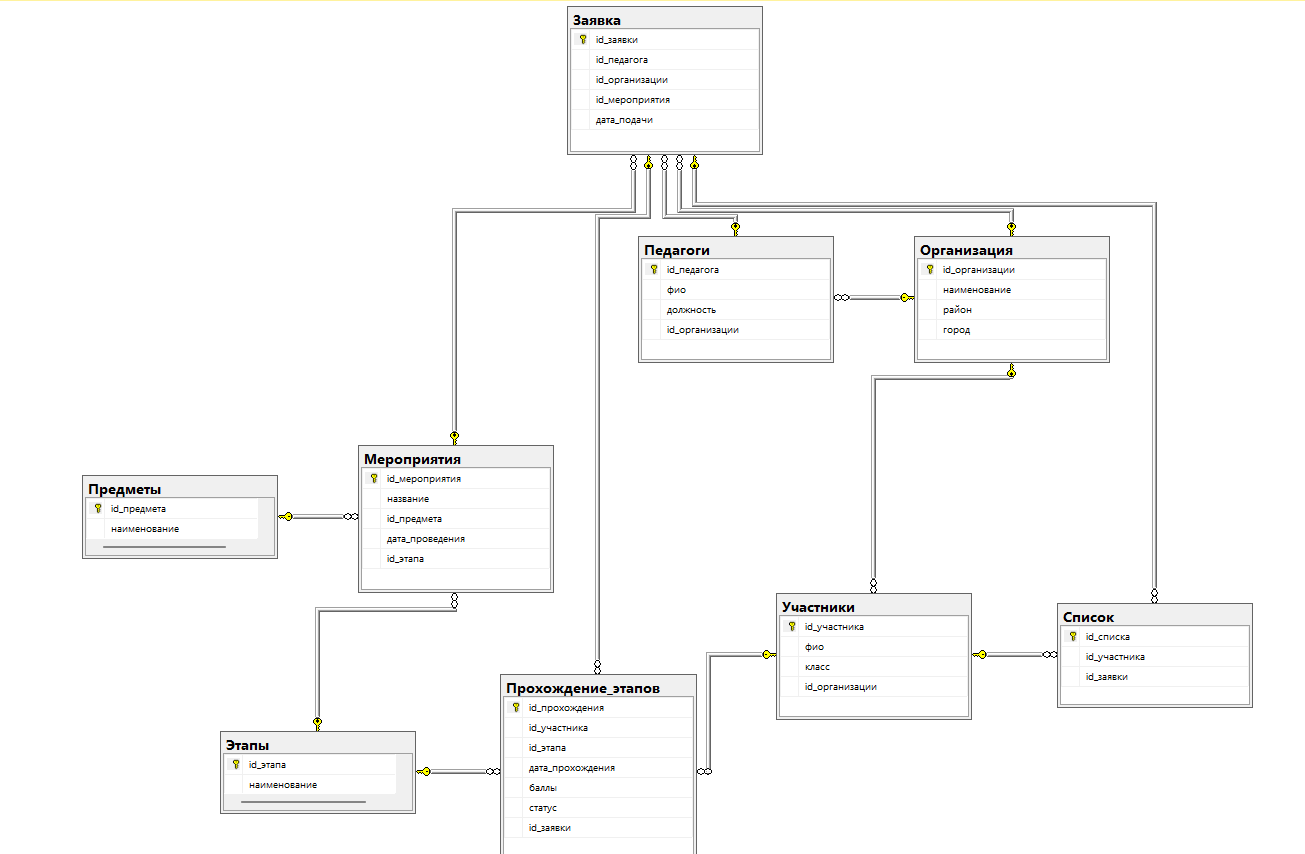 Заявка
id_заявки
id_педагога
id_организации
id_мероприятия
дата_подачи
Педагоги
id_педагога
фио
должность
id_организации
Организация
id_организации
наименование
район
город
Мероприятия
id_мероприятия
название
id_предмета
дата_проведения
id_этапа
Предметы
id_предмета
наименование
Участники
id_участника
фио
класс
id_организации
Список
id_списка
id_участника
id_заявки
Прохождение_этапов
id_прохождения
id_участника
id_этапа
дата_прохождения
баллы
статус
id_заявки
Этапы
id_этапа
наименование